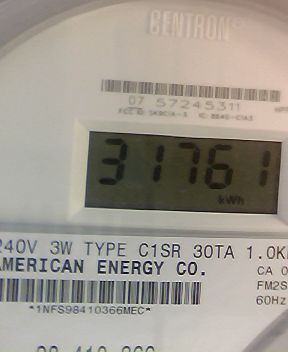 CENTRON
07 57245311
31761
kWh
240V 3W TYPE C1SR 30TA 1.0K
AMERICAN ENERGY CO.
CA 0
FM2S
60Hz
*1NFS98410366MEC*